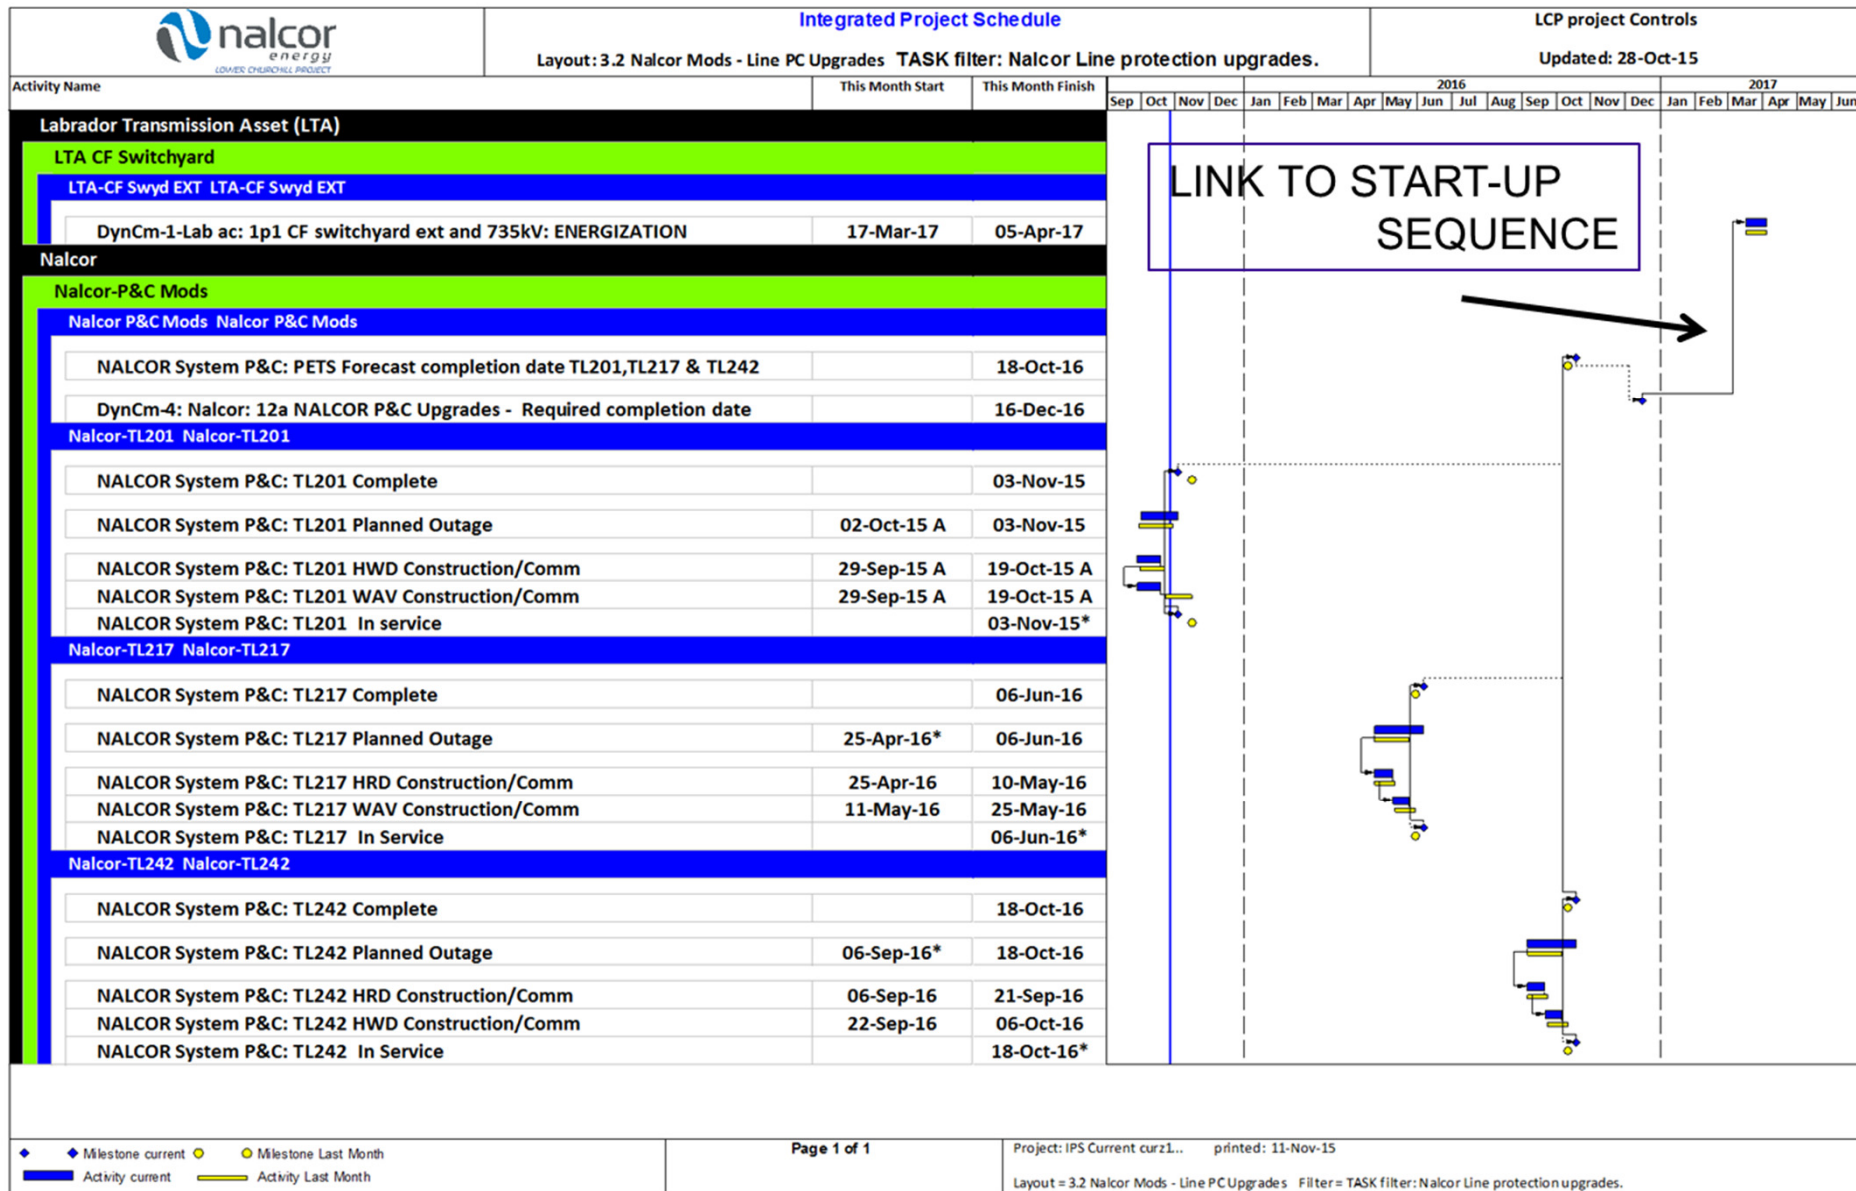 nalcor
energy
LOWER CHURCHILL PROJECT
Integrated Project Schedule
Layout: 3.2 Nalcor Mods - Line PC Upgrades TASK filter: Nalcor Line protection upgrades.
LCP project Controls
Updated: 28-Oct-15
Activity Name This Month Start This Month Finish
2016 2017
Sep Oct Nov Dec Jan Feb Mar Apr May Jun Jul Aug Sep Oct Nov Dec Jan Feb Mar Apr May Jun
Labrador Transmission Asset (LTA)
LTA CF Switchyard
LTA-CF Swyd EXT LTA-CF Swyd EXT
DynCm-1-Lab ac: 1p1 CF switchyard ext and 735kV: ENERGIZATION 17-Mar-17 05-Apr-17
LINK TO START-UP
SEQUENCE
Nalcor
Nalcor-P&C Mods
Nalcor P&C Mods Nalcor P&C Mods
NALCOR System P&C: PETS Forecast completion date TL201,TL217 & TL242 18-Oct-16
DynCm-4: Nalcor: 12a NALCOR P&C Upgrades - Required completion date 16-Dec-16
Nalcor-TL201 Nalcor-TL201
NALCOR System P&C: TL201 Complete 03-Nov-15
NALCOR System P&C: TL201 Planned Outage 02-Oct-15 A 03-Nov-15
NALCOR System P&C: TL201 HWD Construction/Comm 29-Sep-15 A 19-Oct-15 A
NALCOR System P&C: TL201 WAV Construction/Comm 29-Sep-15 A 19-Oct-15 A
NALCOR System P&C: TL201 In service 03-Nov-15*
Nalcor-TL217 Nalcor-TL217
NALCOR System P&C: TL217 Complete 06-Jun-16
NALCOR System P&C: TL217 Planned Outage 25-Apr-16* 06-Jun-16
NALCOR System P&C: TL217 HRD Construction/Comm 25-Apr-16 10-May-16
NALCOR System P&C: TL217 WAV Construction/Comm 11-May-16 25-May-16
NALCOR System P&C: TL217 In Service 06-Jun-16*
Nalcor-TL242 Nalcor-TL242
NALCOR System P&C: TL242 Complete 18-Oct-16
NALCOR System P&C: TL242 Planned Outage 06-Sep-16* 18-Oct-16
NALCOR System P&C: TL242 HRD Construction/Comm 06-Sep-16 21-Sep-16
NALCOR System P&C: TL242 HWD Construction/Comm 22-Sep-16 06-Oct-16
NALCOR System P&C: TL242 In Service 18-Oct-16*
Milestone current Milestone Last Month
Activity current Activity Last Month
Page 1 of 1
Project: IPS Current curz1... printed: 11-Nov-15
Layout = 3.2 Nalcor Mods - Line PC Upgrades Filter = TASK filter: Nalcor Line protection upgrades.